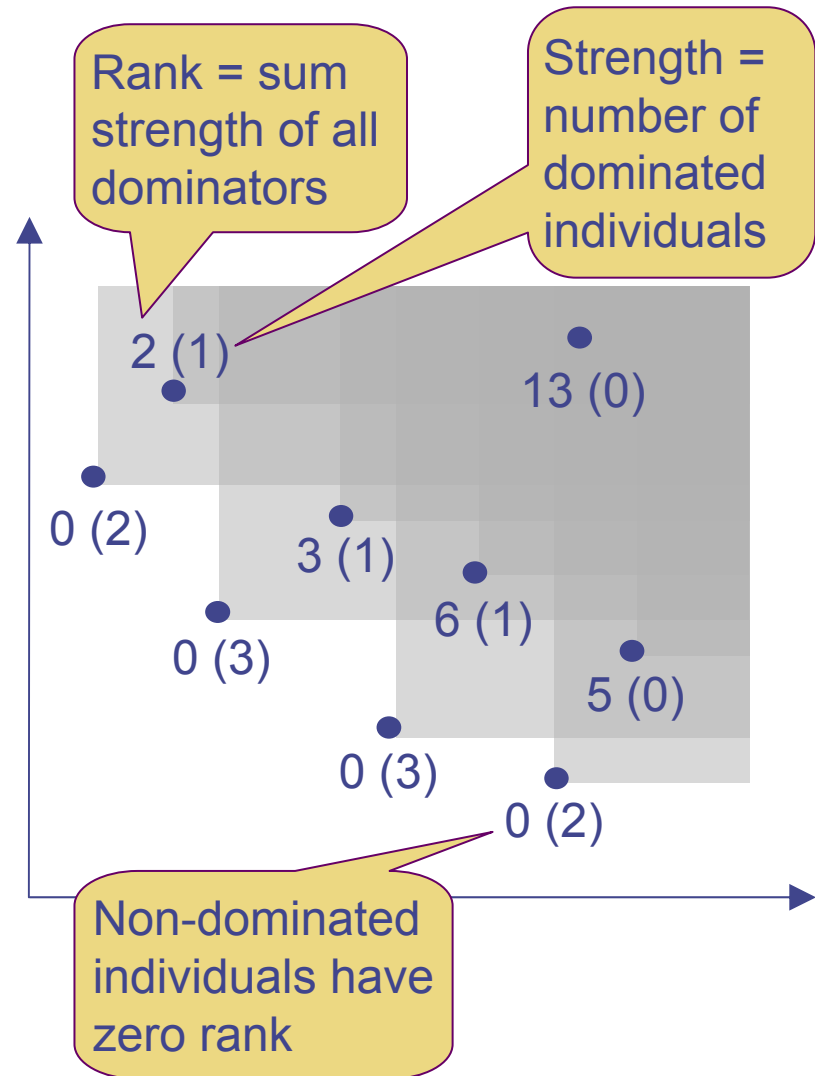 Rank = sum
strength of all
dominators
Strength =
number of
dominated
individuals
2 (1)
13 (0)
0 (2)
3 (1)
6 (1)
0 (3)
5 (0)
0 (3)
0 (2)
Non-dominated
individuals have
zero rank